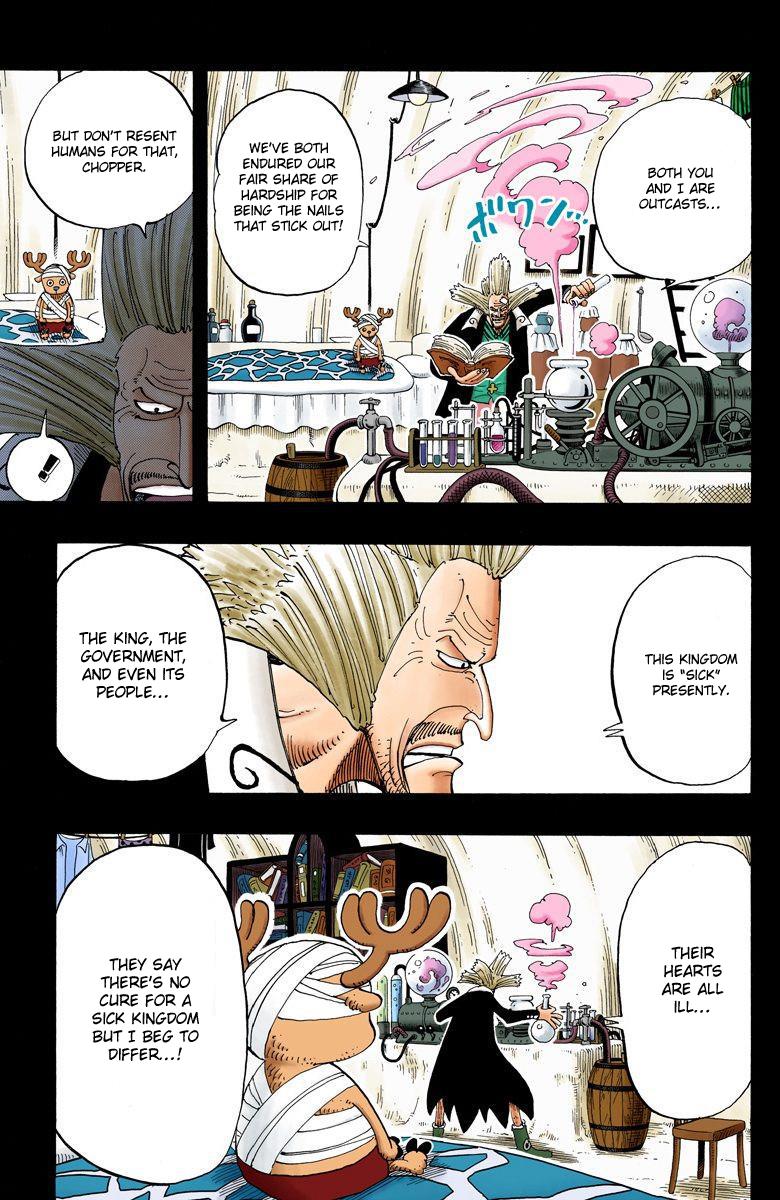 BOTH YOU
AND I ARE
OUTCASTS...
ボワン...
WE'VE BOTH
ENDURED OUR
FAIR SHARE OF
HARDSHIP FOR
BEING THE NAILS
THAT STICK OUT!
BUT DON'T RESENT
HUMANS FOR THAT,
CHOPPER.
!
THIS KINGDOM
IS "SICK"
PRESENTLY.
THE KING, THE
GOVERNMENT,
AND EVEN ITS
PEOPLE...
THEIR
HEARTS
ARE ALL
ILL...
THEY SAY
THERE'S NO
CURE FOR A
SICK KINGDOM
BUT I BEG TO
DIFFER...!